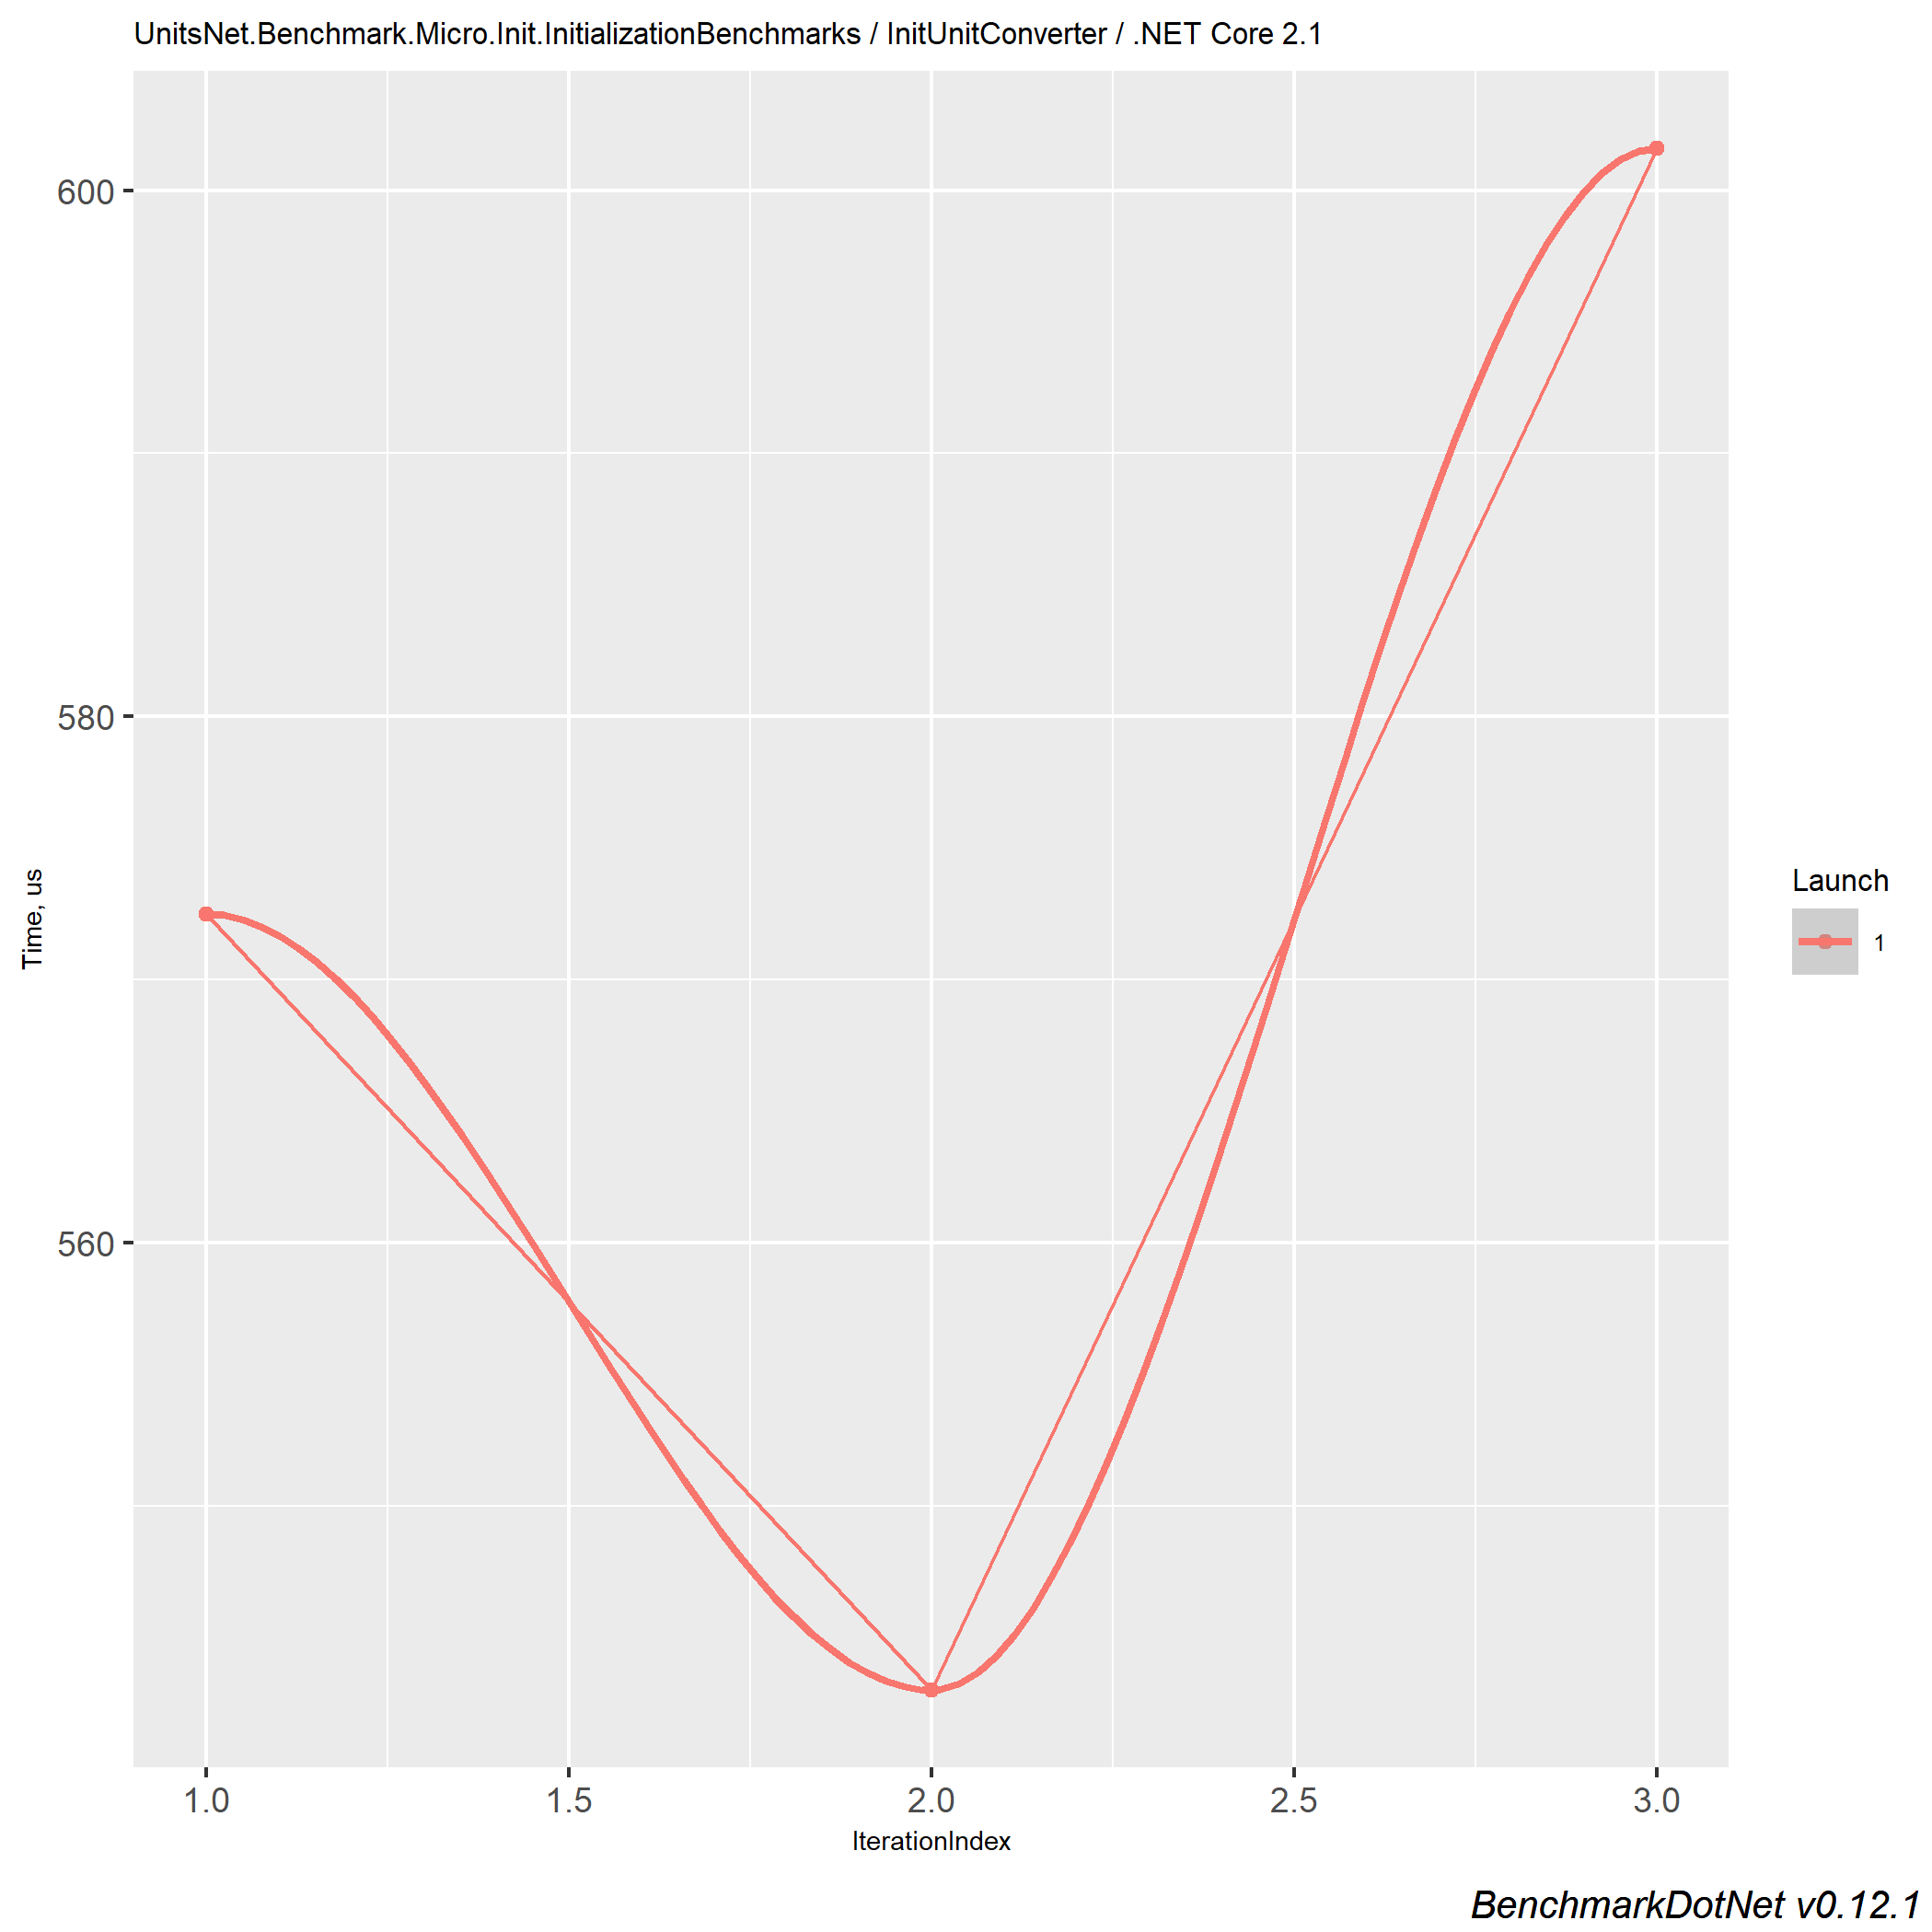 UnitsNet.Benchmark.Micro.Init.InitializationBenchmarks / InitUnitConverter / .NET Core 2.1
600
580
560
Time, us
1.0 1.5 2.0 2.5 3.0
IterationIndex
Launch
1
BenchmarkDotNet v0.12.1